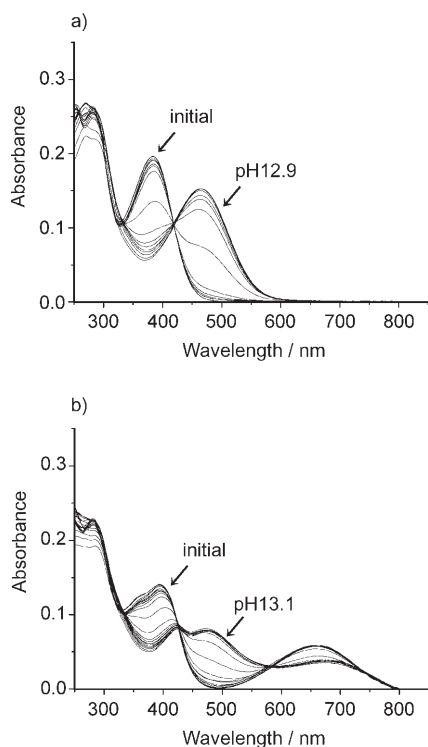 a)
0.3
initial
0.2
pH12.9
Absorbance
0.1
0.0
300 400 500 600 700 800
Wavelength / nm
b)
0.3
initial
0.2
pH13.1
Absorbance
0.1
0
300 400 500 600 700 800
Wavelength / nm